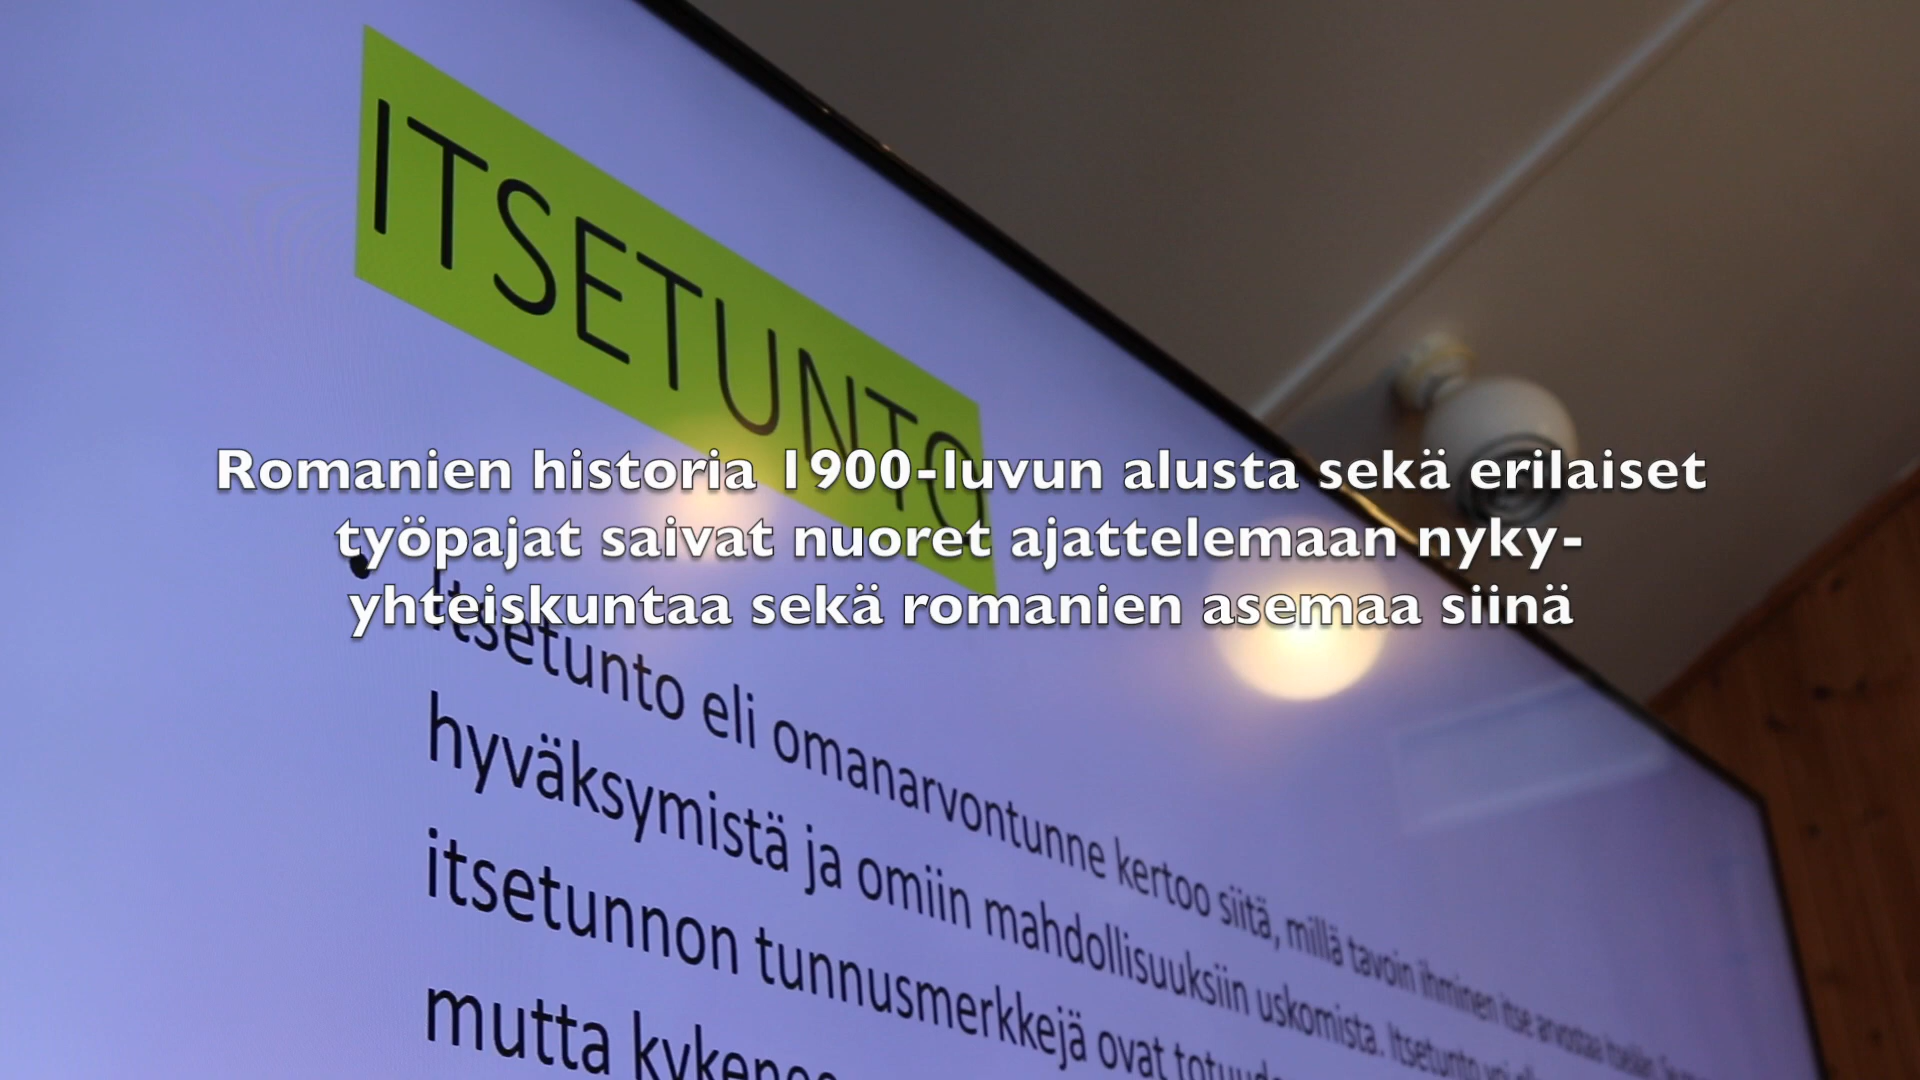 ITSETUNTO
Romanien historia 1900-luvun alusta sekä erilaiset
työpajat saivat nuoret ajattelemaan nyky-
yhteiskuntaa sekä romanien asemaa siinä
• Itsetunto eli omanarvontunne kertoo siitä, millä tavoin ihminen itse arvostaa itseään.
hyväksymistä ja omiin mahdollisuuksiin uskomista. Itsetunto voi
itsetunnon tunnusmerkkejä ovat
mutta